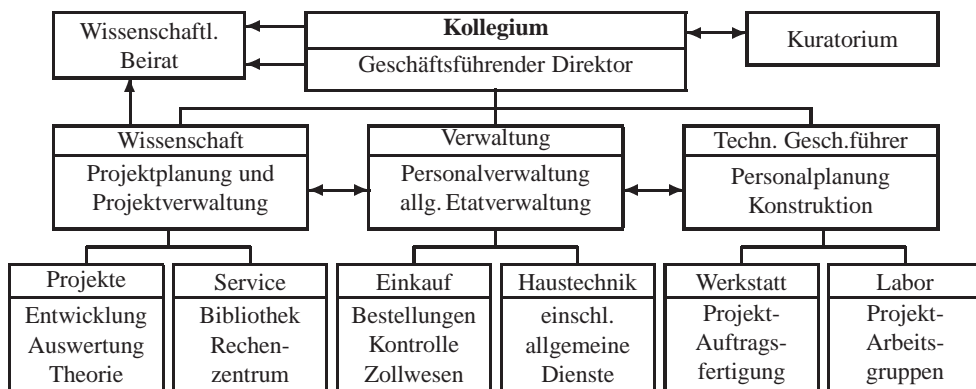 Wissenschaftl.
Beirat
Kollegium
Geschäftsführender Direktor
Kuratorium
Wissenschaft
Projektplanung und
Projektverwaltung
Verwaltung
Personalverwaltung
allg. Etatverwaltung
Techn. Gesch.führer
Personalplanung
Konstruktion
Projekte
Entwicklung
Auswertung
Theorie
Service
Bibliothek
Rechen-
zentrum
Einkauf
Bestellungen
Kontrolle
Zollwesen
Haustechnik
einschl.
allgemeine
Dienste
Werkstatt
Projekt-
Auftrags-
fertigung
Labor
Projekt-
Arbeits-
gruppen